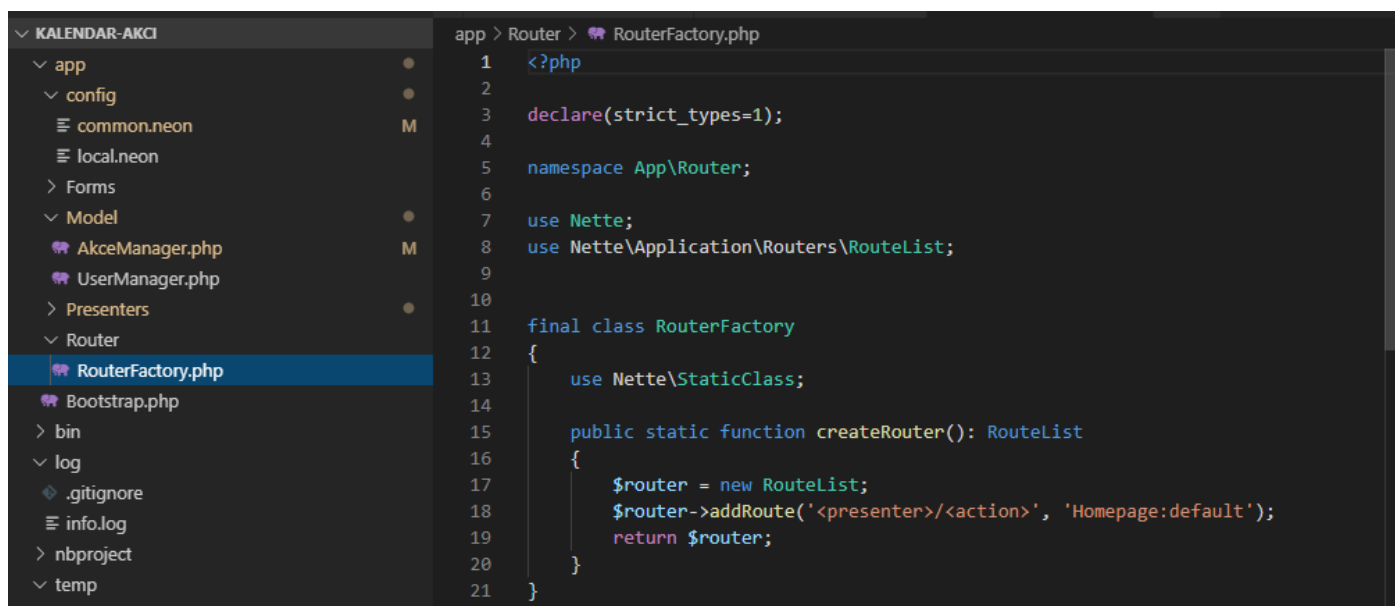 KALENDAR-AKCI
app
config
common.neon M
local.neon
Forms
Model
AkceManager.php M
UserManager.php
Presenters
Router
RouterFactory.php
Bootstrap.php
bin
log
.gitignore
info.log
nbproject
temp
app > Router > RouterFactory.php
1 <?php
2
3 declare(strict_types=1);
4
5 namespace App\Router;
6
7 use Nette;
8 use Nette\Application\Routers\RouteList;
9
10
11 final class RouterFactory
12 {
13 use Nette\StaticClass;
14
15 public static function createRouter(): RouteList
16 {
17 $router = new RouteList;
18 $router->addRoute('<presenter>/<action>', 'Homepage:default');
19 return $router;
20 }
21 }